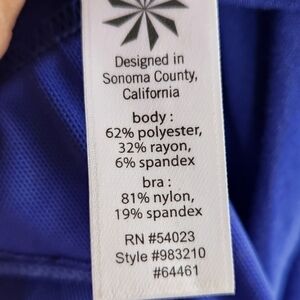 Designed in
Sonoma County,
California
body :
62% polyester,
32% rayon,
6% spandex
bra :
81% nylon,
19% spandex
RN #54023
Style #983210
#64461